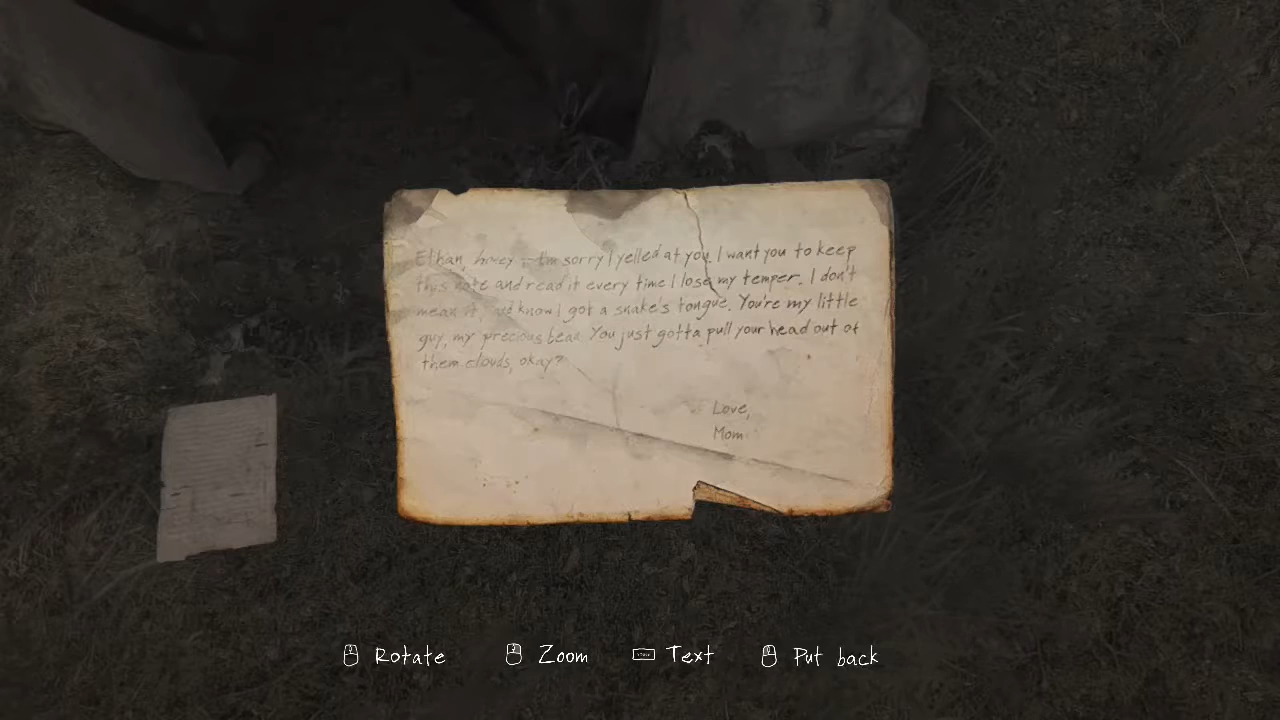 Ethan, honey – I'm sorry I yelled at you. I want you to keep
this note and read it every time I lose my temper. I don't
mean it, and know I got a snake's tongue. You're my little
guy, my precious bean. You just gotta pull your head out of
them clouds, okay?
Love,
Mom
Rotate
Zoom
Text
Put back